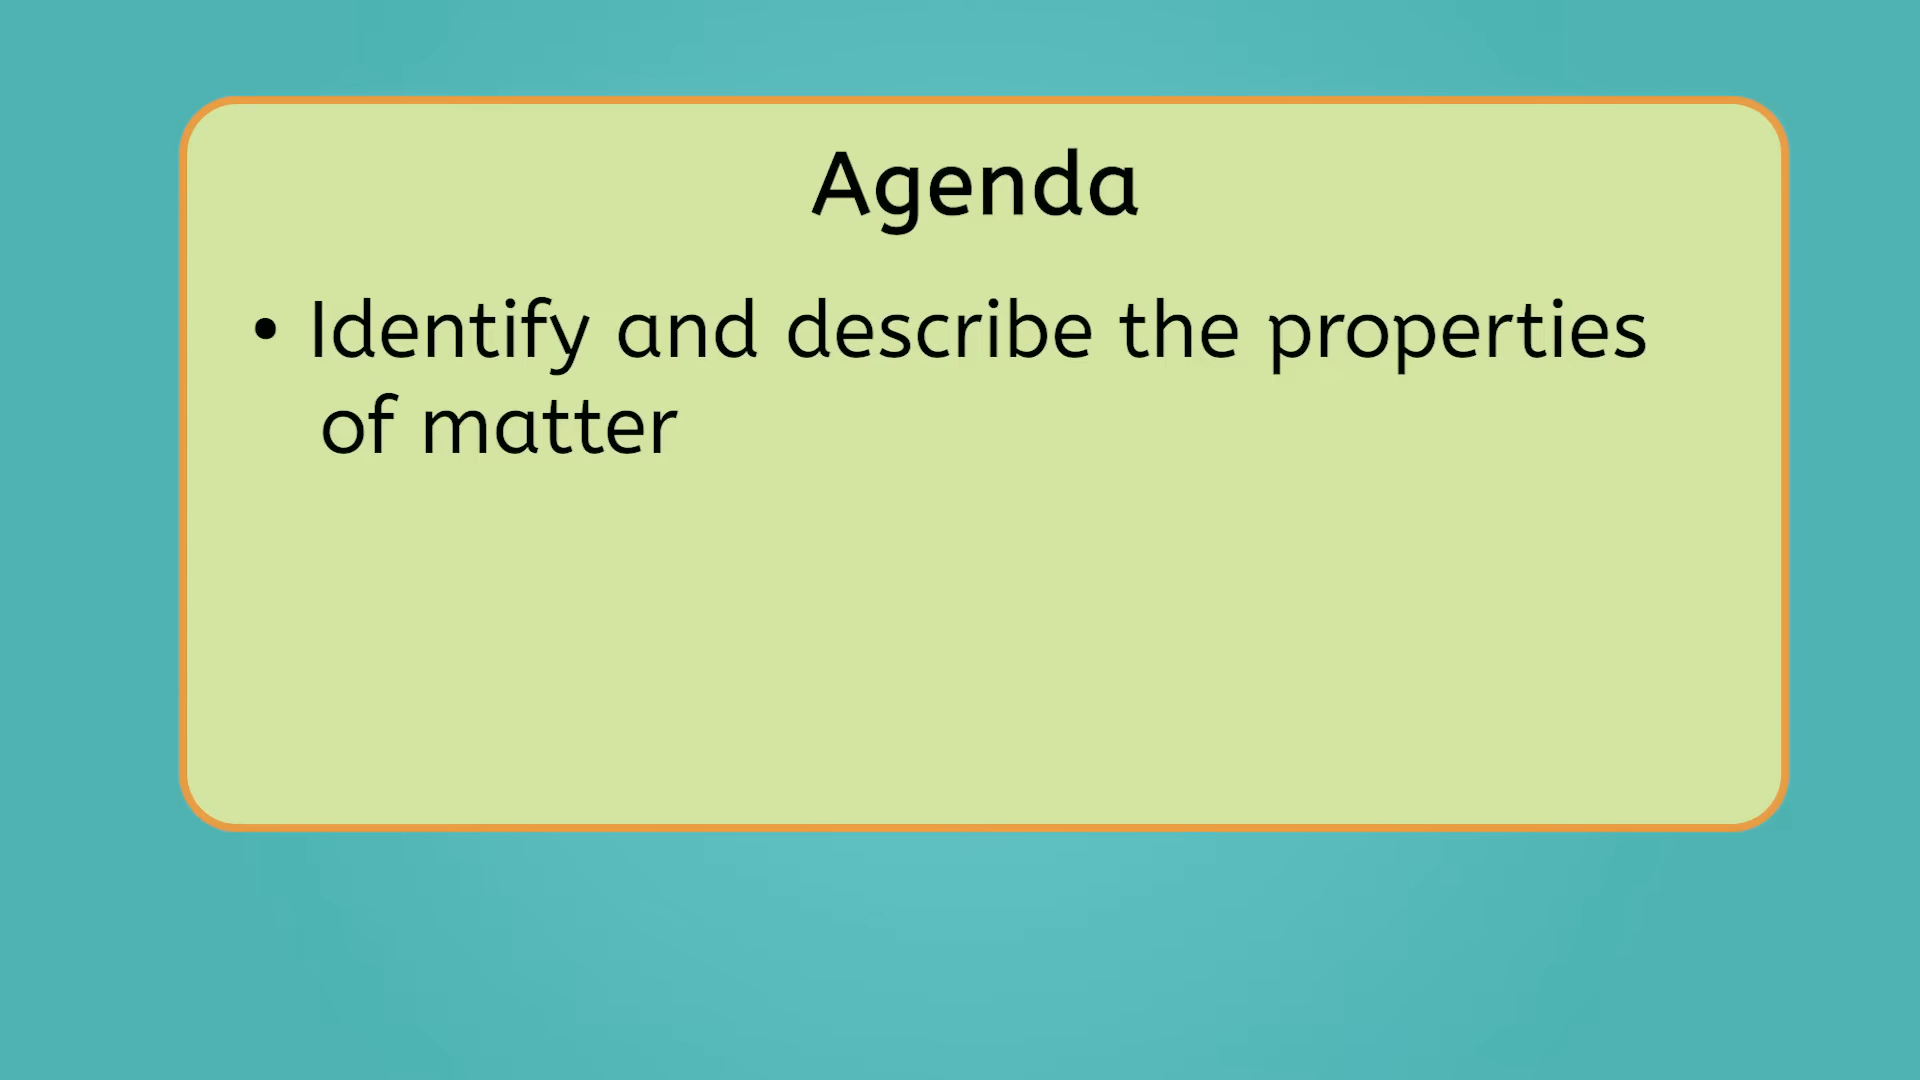 Agenda
• Identify and describe the properties
of matter